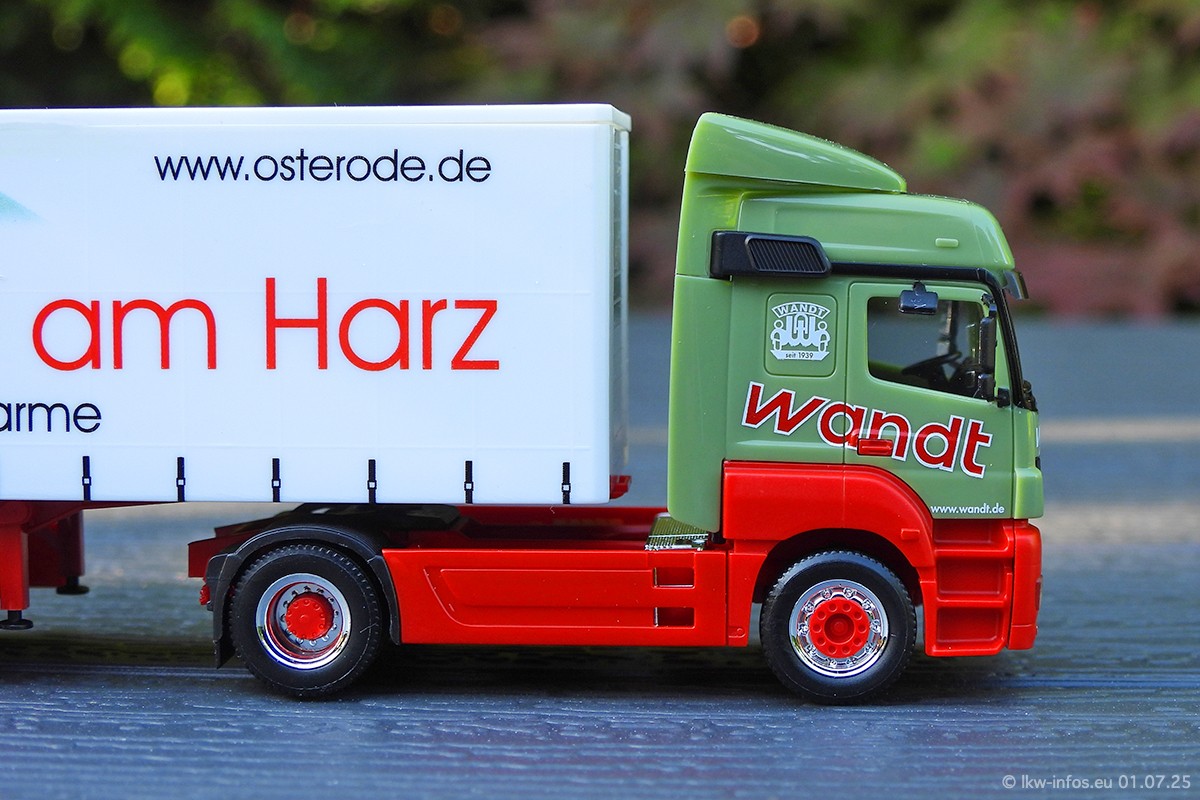 www.osterode.de
am Harz
arme
WANDT
seit 1939
wandt
www.wandt.de
© lkw-infos.eu 01.07.25